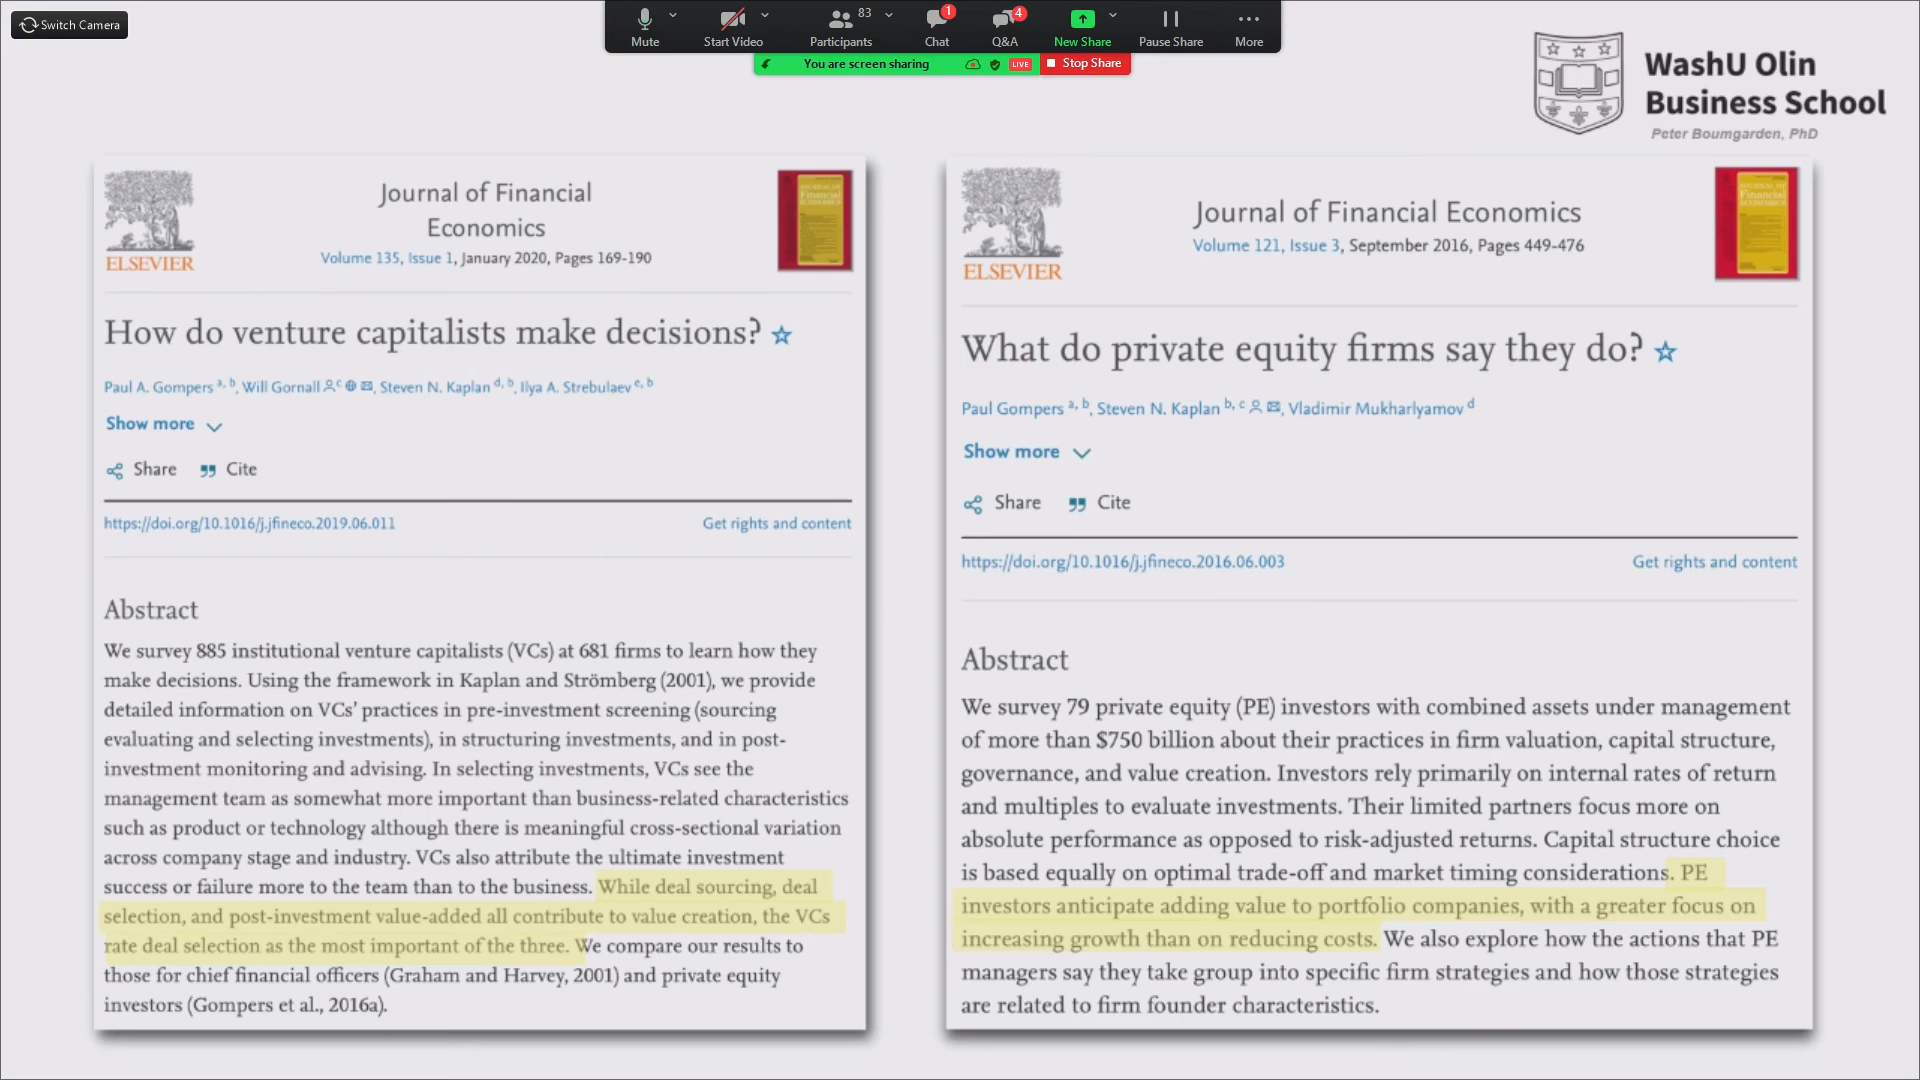 Switch Camera
83
1
4
Mute
Start Video
Participants
Chat
Q&A
New Share
Pause Share
More
You are screen sharing
LIVE
Stop Share
WashU Olin
Business School
Peter Boumgarden, PhD
ELSEVIER
Journal of Financial
Economics
Volume 135, Issue 1, January 2020, Pages 169-190
JOURNAL OF
Financial
ECONOMICS
How do venture capitalists make decisions? ☆
Paul A. Gompers a, b, Will Gornall c, Steven N. Kaplan d, b, Ilya A. Strebulaev e, b
Show more
Share Cite
https://doi.org/10.1016/j.jfineco.2019.06.011 Get rights and content
Abstract
We survey 885 institutional venture capitalists (VCs) at 681 firms to learn how they
make decisions. Using the framework in Kaplan and Strömberg (2001), we provide
detailed information on VCs' practices in pre-investment screening (sourcing
evaluating and selecting investments), in structuring investments, and in post-
investment monitoring and advising. In selecting investments, VCs see the
management team as somewhat more important than business-related characteristics
such as product or technology although there is meaningful cross-sectional variation
across company stage and industry. VCs also attribute the ultimate investment
success or failure more to the team than to the business. While deal sourcing, deal
selection, and post-investment value-added all contribute to value creation, the VCs
rate deal selection as the most important of the three. We compare our results to
those for chief financial officers (Graham and Harvey, 2001) and private equity
investors (Gompers et al., 2016a).
ELSEVIER
Journal of Financial Economics
Volume 121, Issue 3, September 2016, Pages 449-476
JOURNAL OF
Financial
ECONOMICS
What do private equity firms say they do? ☆
Paul Gompers a, b, Steven N. Kaplan b, c, Vladimir Mukharlyamov d
Show more
Share Cite
https://doi.org/10.1016/j.jfineco.2016.06.003 Get rights and content
Abstract
We survey 79 private equity (PE) investors with combined assets under management
of more than $750 billion about their practices in firm valuation, capital structure,
governance, and value creation. Investors rely primarily on internal rates of return
and multiples to evaluate investments. Their limited partners focus more on
absolute performance as opposed to risk-adjusted returns. Capital structure choice
is based equally on optimal trade-off and market timing considerations. PE
investors anticipate adding value to portfolio companies, with a greater focus on
increasing growth than on reducing costs. We also explore how the actions that PE
managers say they take group into specific firm strategies and how those strategies
are related to firm founder characteristics.